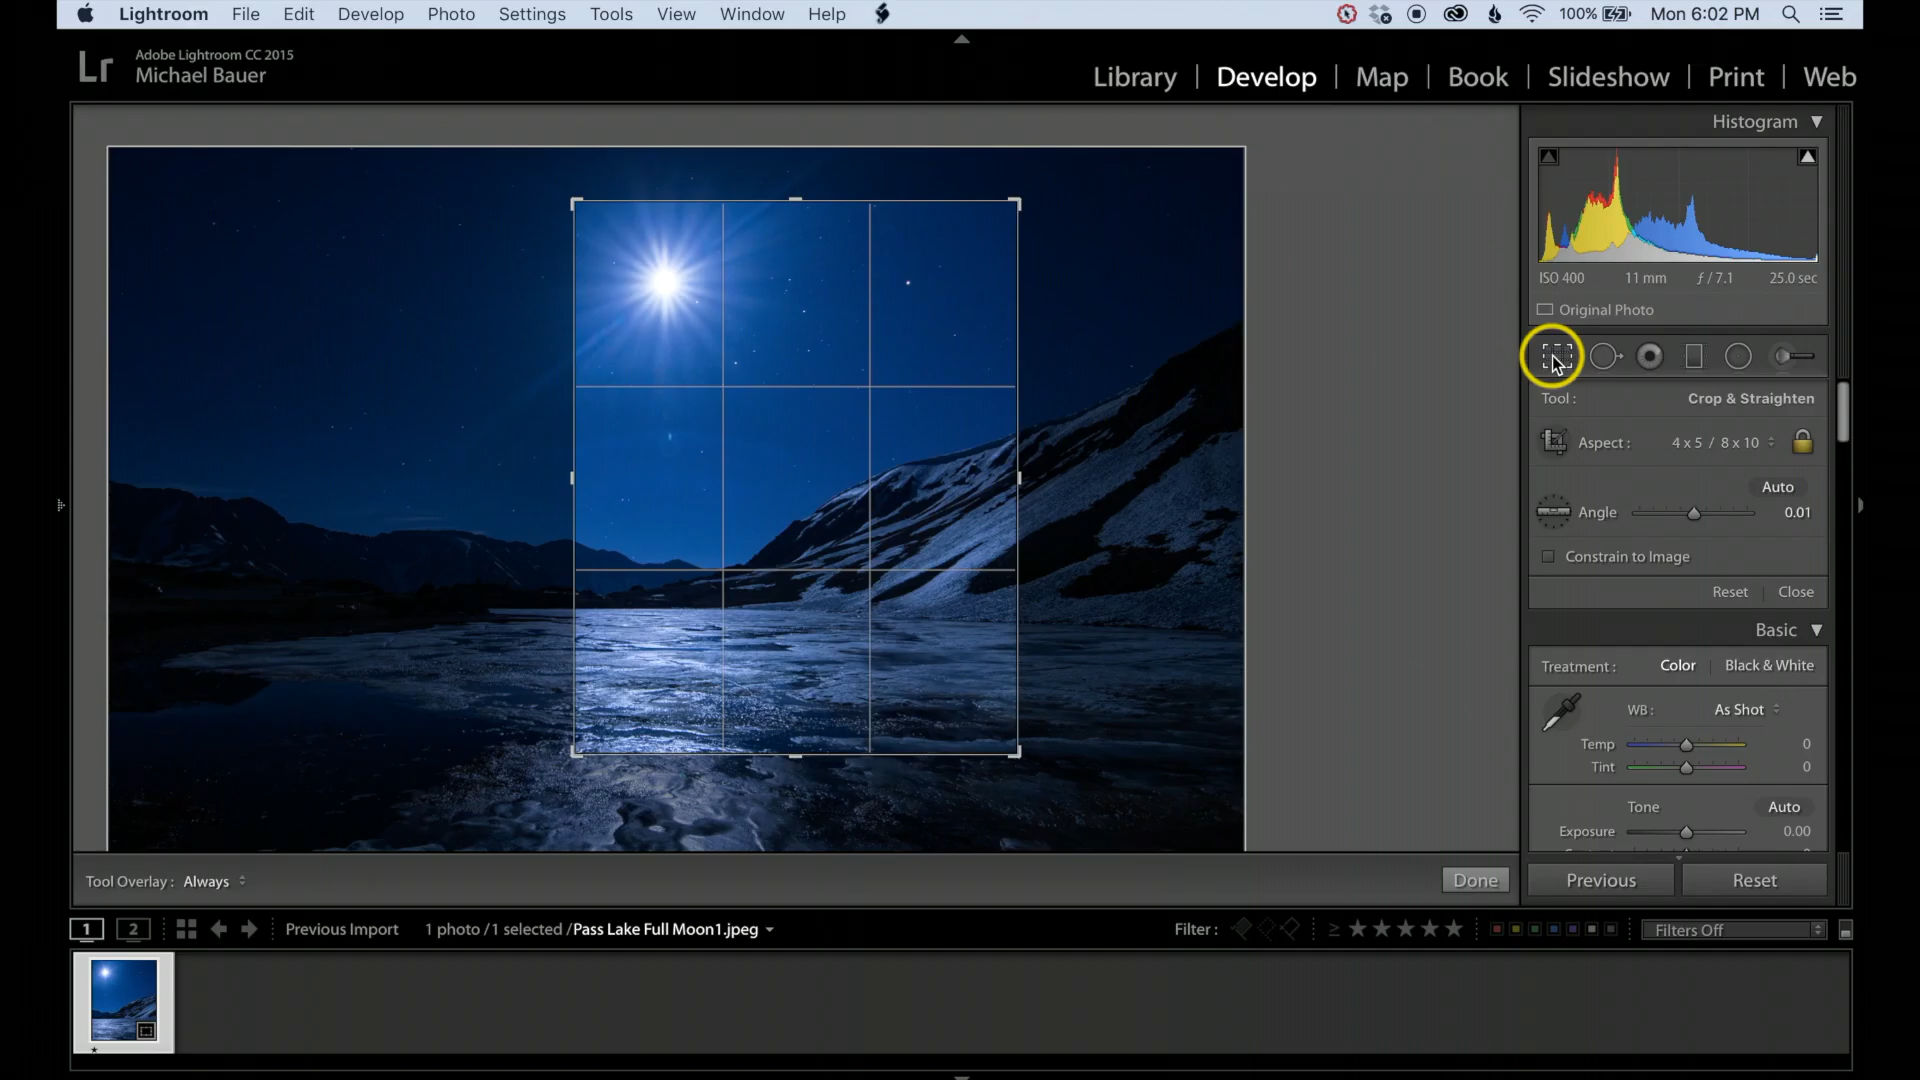 Lightroom File Edit Develop Photo Settings Tools View Window Help 100% Mon 6:02 PM
Lr Adobe Lightroom CC 2015
Michael Bauer
Library | Develop | Map | Book | Slideshow | Print | Web
Histogram
ISO 400 11 mm ƒ / 7.1 25.0 sec
Original Photo
Tool : Crop & Straighten
Aspect : 4 x 5 / 8 x 10
Auto
Angle 0.01
Constrain to Image
Reset Close
Basic
Treatment : Color Black & White
WB : As Shot
Temp 0
Tint 0
Tone Auto
Exposure 0.00
Tool Overlay : Always Done Previous Reset
1 2 Previous Import 1 photo / 1 selected / Pass Lake Full Moon1.jpeg Filter : ≥ Filters Off